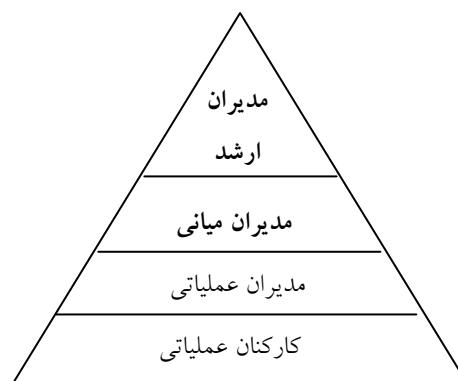 مدیران
ارشد
مدیران میانی
مدیران عملیاتی
کارکنان عملیاتی